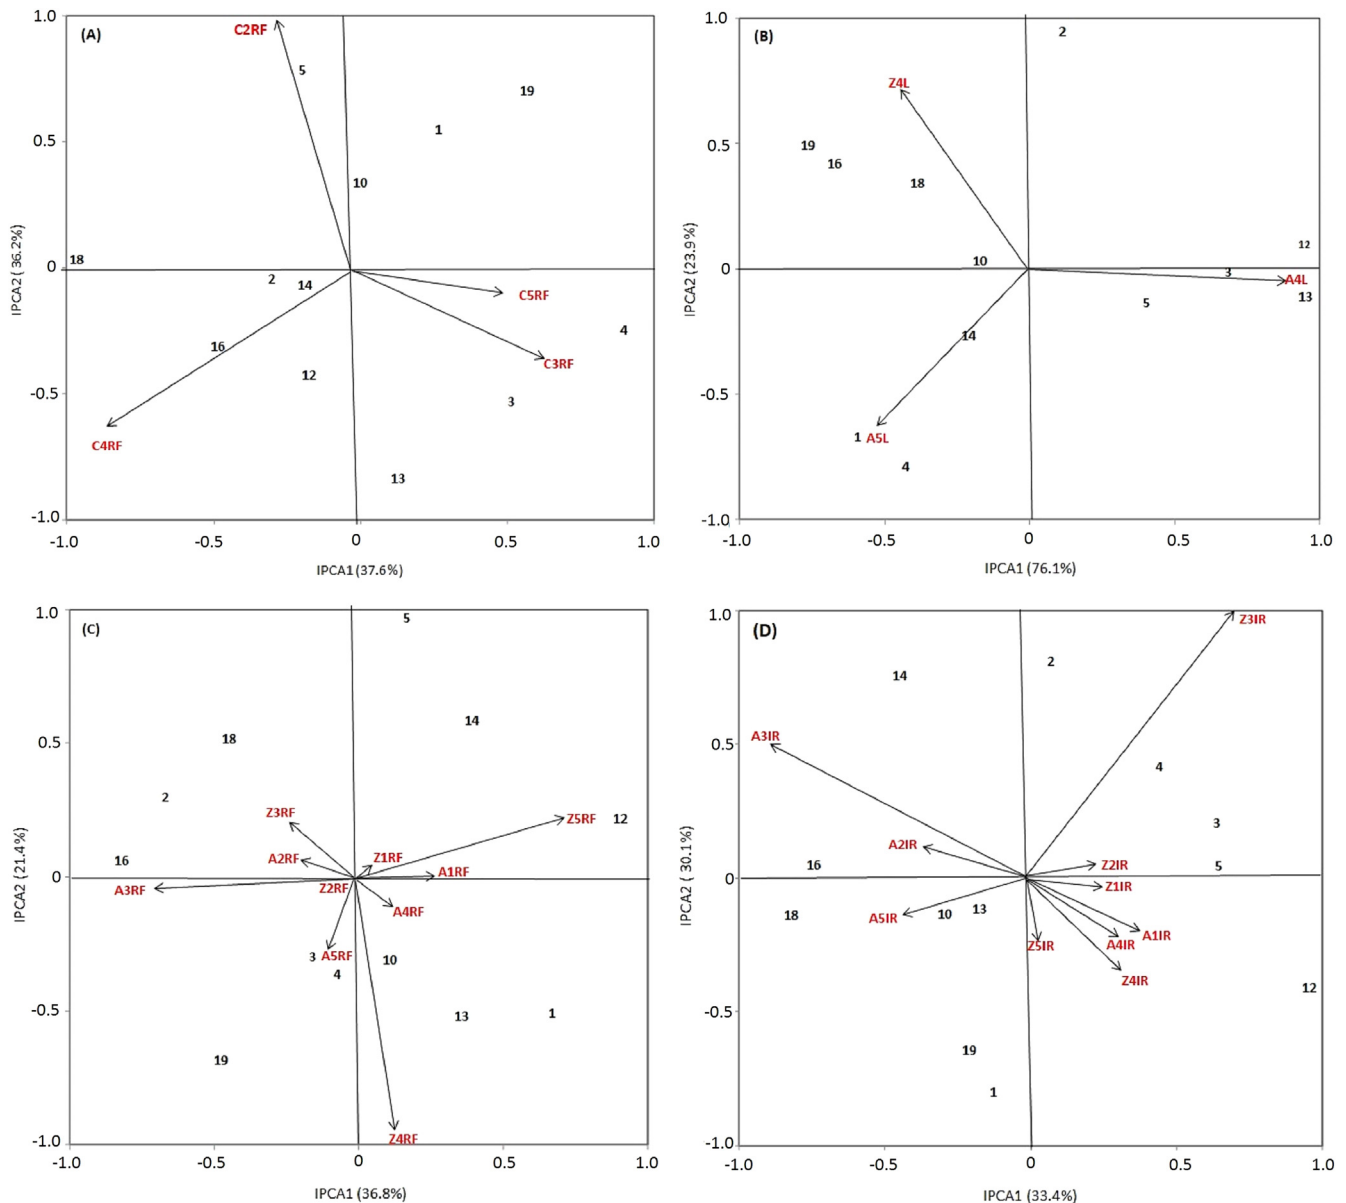 (A)
1.0
C2RF
5
19
1
0.5
10
IPCA2 ( 36.2%)
0
18
2
14
C5RF
4
16
C3RF
12
3
-0.5
C4RF
13
-1.0
-1.0 -0.5 0 0.5 1.0
IPCA1 (37.6%)
(B)
1.0
2
Z4L
0.5
19
16
18
IPCA2 (23.9%)
12
10
0
3
A4L
13
5
14
-0.5
1 A5L
4
-1.0
-1.0 -0.5 0 0.5 1.0
IPCA1 (76.1%)
(C)
1.0
5
14
18
0.5
2
Z3RF
Z5RF 12
A2RF Z1RF
16
A1RF
IPCA2 (21.4%)
0
A3RF Z2RF
A4RF
3 A5RF 10
4
-0.5
13 1
19
-1.0
Z4RF
-1.0 -0.5 0 0.5 1.0
IPCA1 (36.8%)
(D)
1.0
Z3IR
2
14
A3IR
0.5
4
3
A2IR
16
Z2IR 5
IPCA2 ( 30.1%)
0
Z1IR
18 A5IR 10 13
A1IR
Z5IR A4IR
Z4IR
12
-0.5
19
1
-1.0
-1.0 -0.5 0 0.5 1.0
IPCA1 (33.4%)